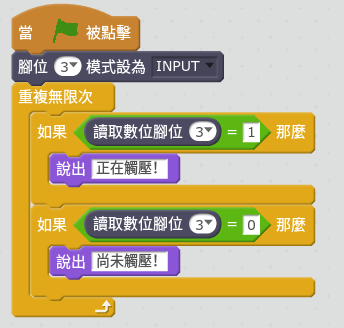 當 被點擊
腳位 3 模式設為 INPUT
重複無限次
如果 讀取數位腳位 3 = 1 那麼
說出 正在觸壓!
如果 讀取數位腳位 3 = 0 那麼
說出 尚未觸壓!